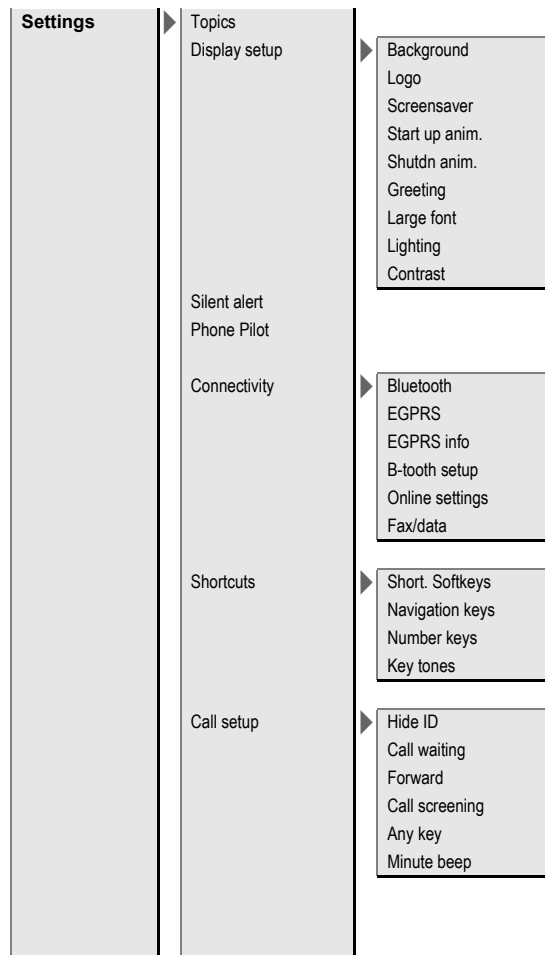 Settings
Topics
Display setup
Background
Logo
Screensaver
Start up anim.
Shutdn anim.
Greeting
Large font
Lighting
Contrast
Silent alert
Phone Pilot
Connectivity
Bluetooth
EGPRS
EGPRS info
B-tooth setup
Online settings
Fax/data
Shortcuts
Short. Softkeys
Navigation keys
Number keys
Key tones
Call setup
Hide ID
Call waiting
Forward
Call screening
Any key
Minute beep